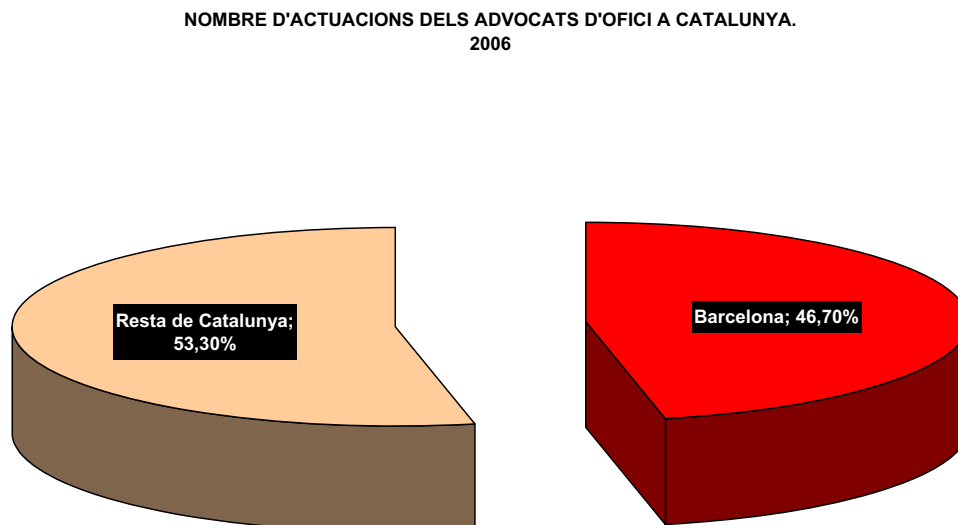 NOMBRE D'ACTUACIONS DELS ADVOCATS D'OFICI A CATALUNYA.
2006
Resta de Catalunya;
53,30%
Barcelona; 46,70%